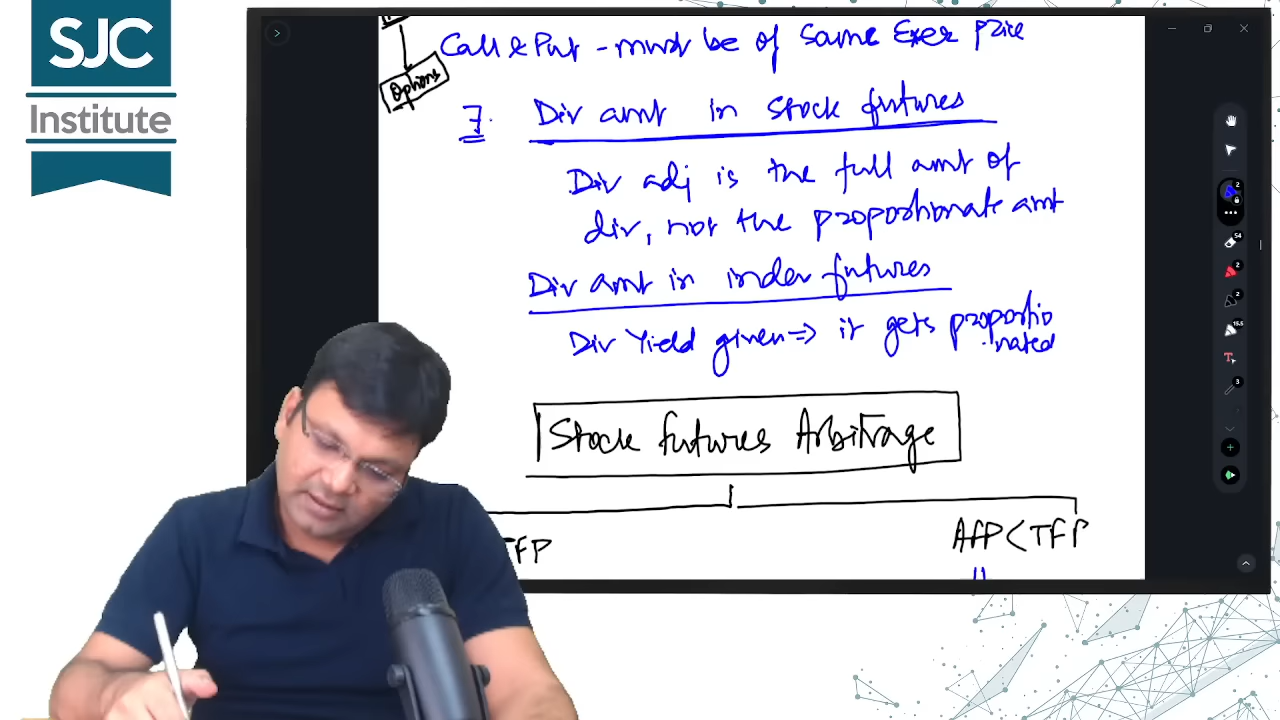 SJC
Institute
Call & Put - must be of same Exer price
Options
7. Div amt in stock futures
Div adj is the full amt of
div, not the proportionate amt
Div amt in index futures
Div Yield given => it gets proportio
nated
Stock futures Arbitrage
TFP
AFP < TFP